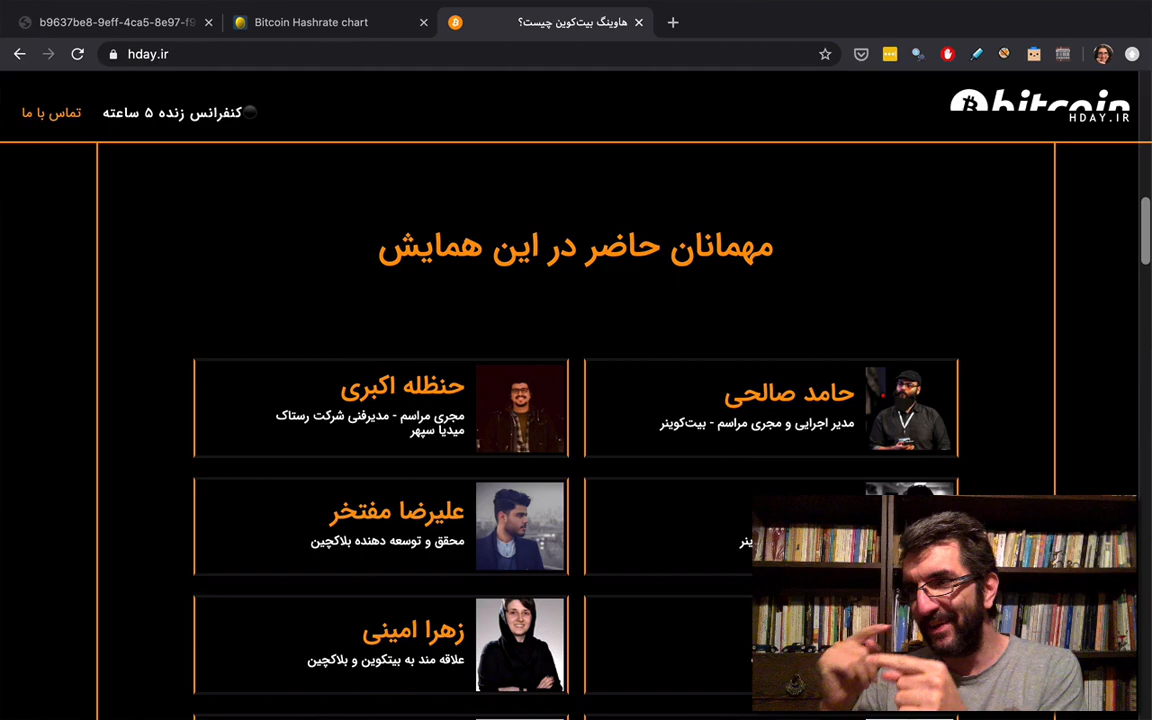 b9637be8-9eff-4ca5-8e97-f9
Bitcoin Hashrate chart
هاوینگ بیت‌کوین چیست؟
hday.ir
bitcoin
HDAY.IR
کنفرانس زنده ۵ ساعته
تماس با ما
مهمانان حاضر در این همایش
حامد صالحی
مدیر اجرایی و مجری مراسم - بیت‌کوینر
حنظله اکبری
مجری مراسم - مدیرفنی شرکت رستاک
میدیا سپهر
علیرضا مفتخر
محقق و توسعه دهنده بلاکچین
زهرا امینی
علاقه مند به بیتکوین و بلاکچین